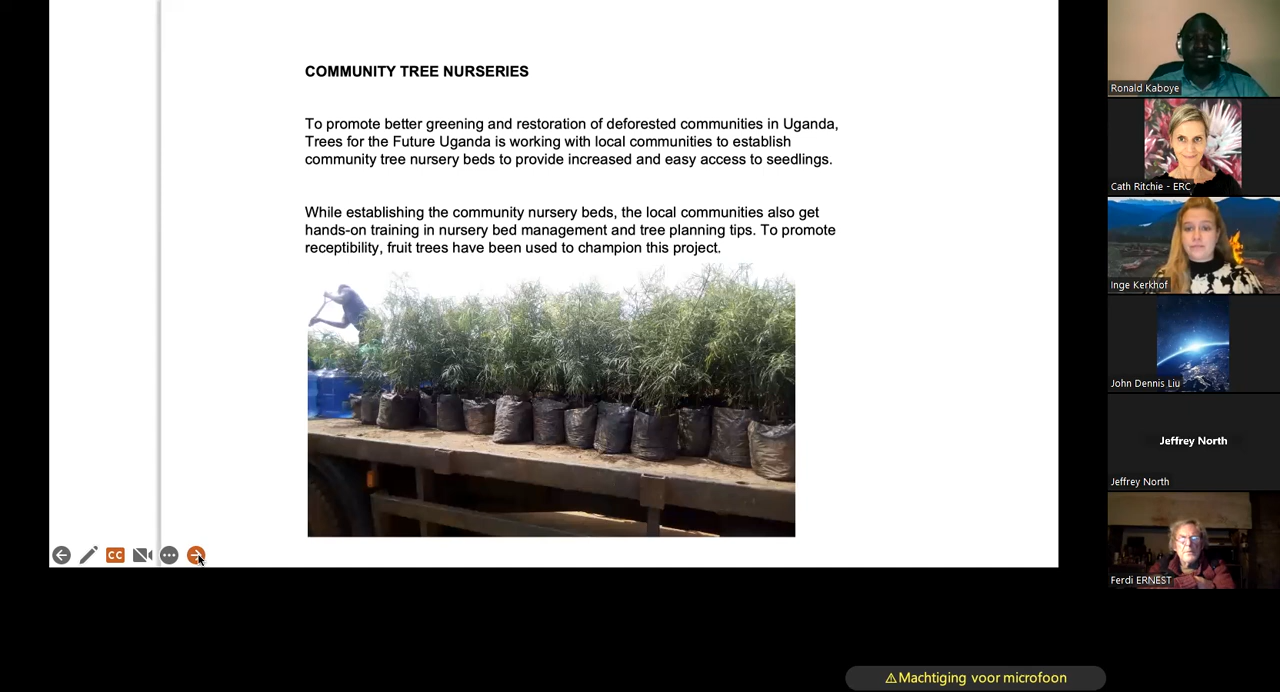 COMMUNITY TREE NURSERIES
To promote better greening and restoration of deforested communities in Uganda,
Trees for the Future Uganda is working with local communities to establish
community tree nursery beds to provide increased and easy access to seedlings.
While establishing the community nursery beds, the local communities also get
hands-on training in nursery bed management and tree planning tips. To promote
receptibility, fruit trees have been used to champion this project.
CC
Ronald Kaboye
Cath Ritchie - ERC
Inge Kerkhof
John Dennis Liu
Jeffrey North
Jeffrey North
Ferdi ERNEST
⚠Machtiging voor microfoon